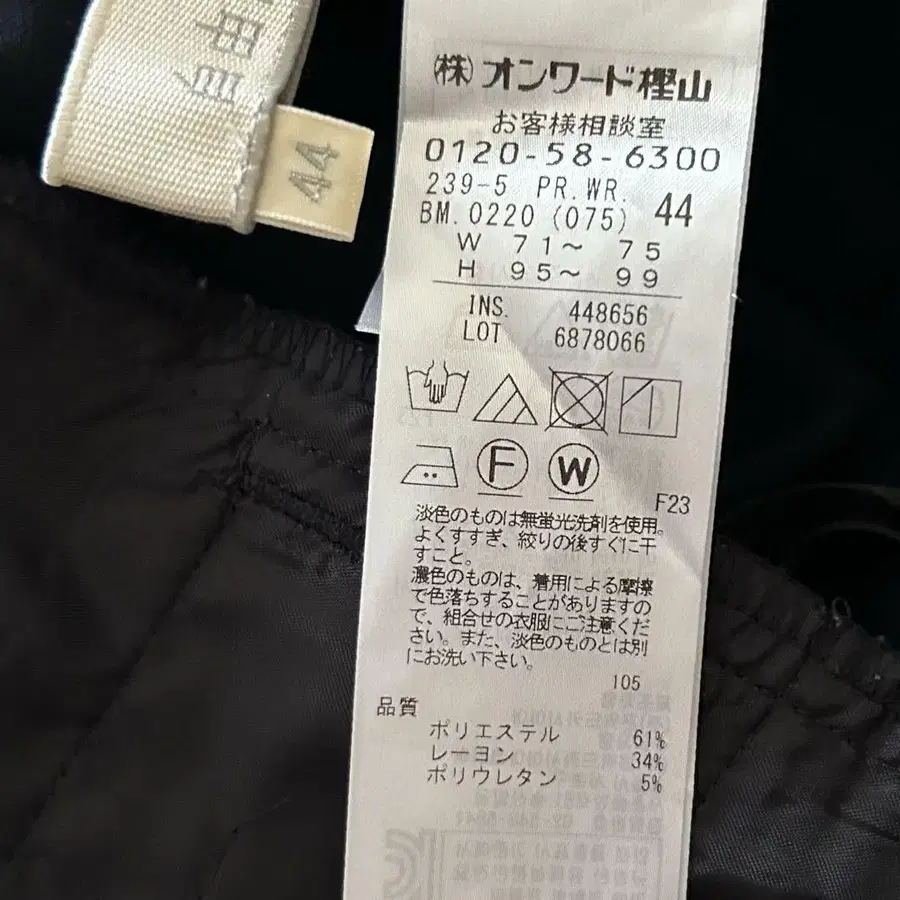 自由
44
(株)オンワード樫山
お客様相談室
0120-58-6300
239-5 PR.WR.
BM.0220 (075) 44
W 71～ 75
H 95～ 99
INS. 448656
LOT 6878066
F W
F23
淡色のものは無蛍光洗剤を使用。
よくすすぎ、絞りの後すぐに干
すこと。
濃色のものは、着用による摩擦
で色落ちすることがありますの
で、組合せの衣服にご注意くだ
さい。また、淡色のものとは別
にお洗い下さい。
105
品質
ポリエステル 61%
レーヨン 34%
ポリウレタン 5%